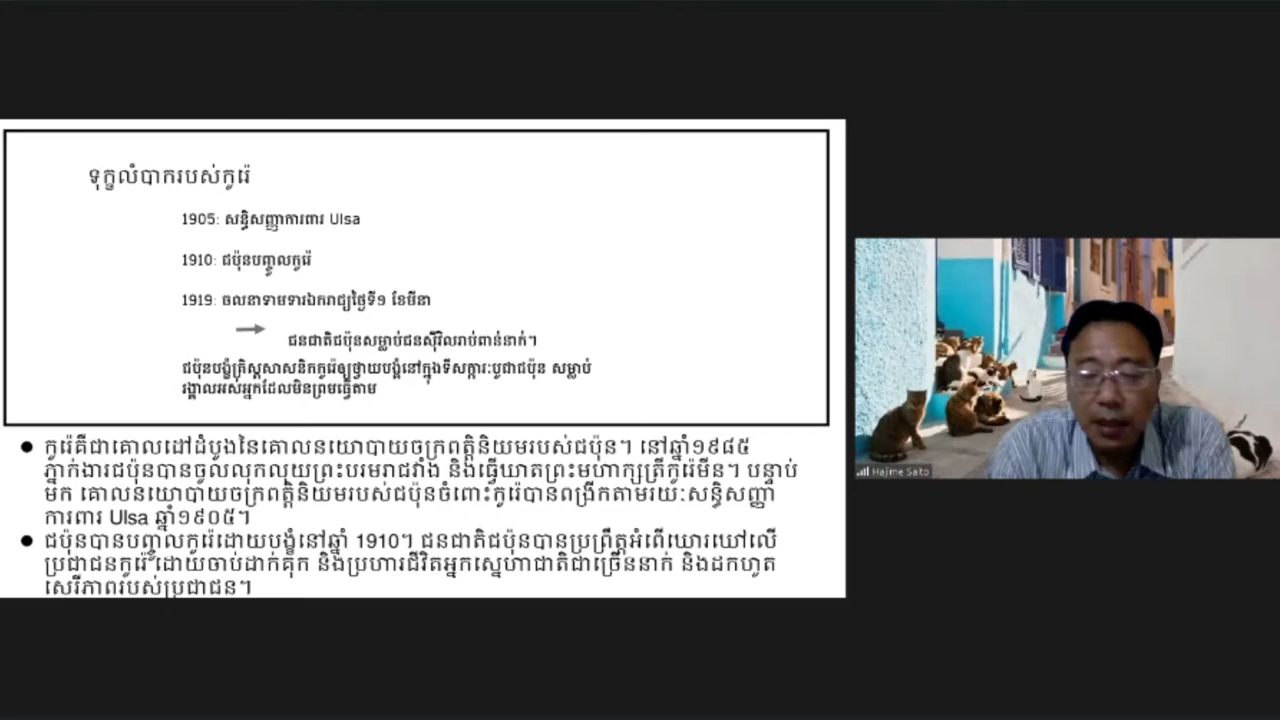 ទុក្ខលំបាករបស់កូរ៉េ
1905: សន្ធិសញ្ញាការពារ Ulsa
1910: ជប៉ុនបញ្ចូលកូរ៉េ
1919: ចលនាទាមទារឯករាជ្យថ្ងៃទី១ ខែមីនា
ជនជាតិជប៉ុនសម្លាប់ជនស៊ីវិលរាប់ពាន់នាក់។
ជប៉ុនបង្ខំគ្រិស្តសាសនិកកូរ៉េឲ្យថ្វាយបង្គំនៅក្នុងទីសក្ការៈបូជាជប៉ុន សម្លាប់
រង្គាលអស់អ្នកដែលមិនព្រមធ្វើតាម
● កូរ៉េគឺជាគោលដៅដំបូងនៃគោលនយោបាយចក្រពត្តិនិយមរបស់ជប៉ុន។ នៅឆ្នាំ១៩៨៥
ភ្នាក់ងារជប៉ុនបានចូលលុកលុយព្រះបរមរាជវាំង និងធ្វើឃាតព្រះមហាក្សត្រីកូរ៉េមីន។ បន្ទាប់
មក គោលនយោបាយចក្រពត្តិនិយមរបស់ជប៉ុនចំពោះកូរ៉េបានពង្រីកតាមរយៈសន្ធិសញ្ញា
ការពារ Ulsa ឆ្នាំ១៩០៥។
● ជប៉ុនបានបញ្ចូលកូរ៉េដោយបង្ខំនៅឆ្នាំ 1910។ ជនជាតិជប៉ុនបានប្រព្រឹត្តអំពើឃោរឃៅលើ
ប្រជាជនកូរ៉េ ដោយចាប់ដាក់គុក និងប្រហារជីវិតអ្នកស្នេហាជាតិជាច្រើននាក់ និងដកហូត
សេរីភាពរបស់ប្រជាជន។
Hajme Sato